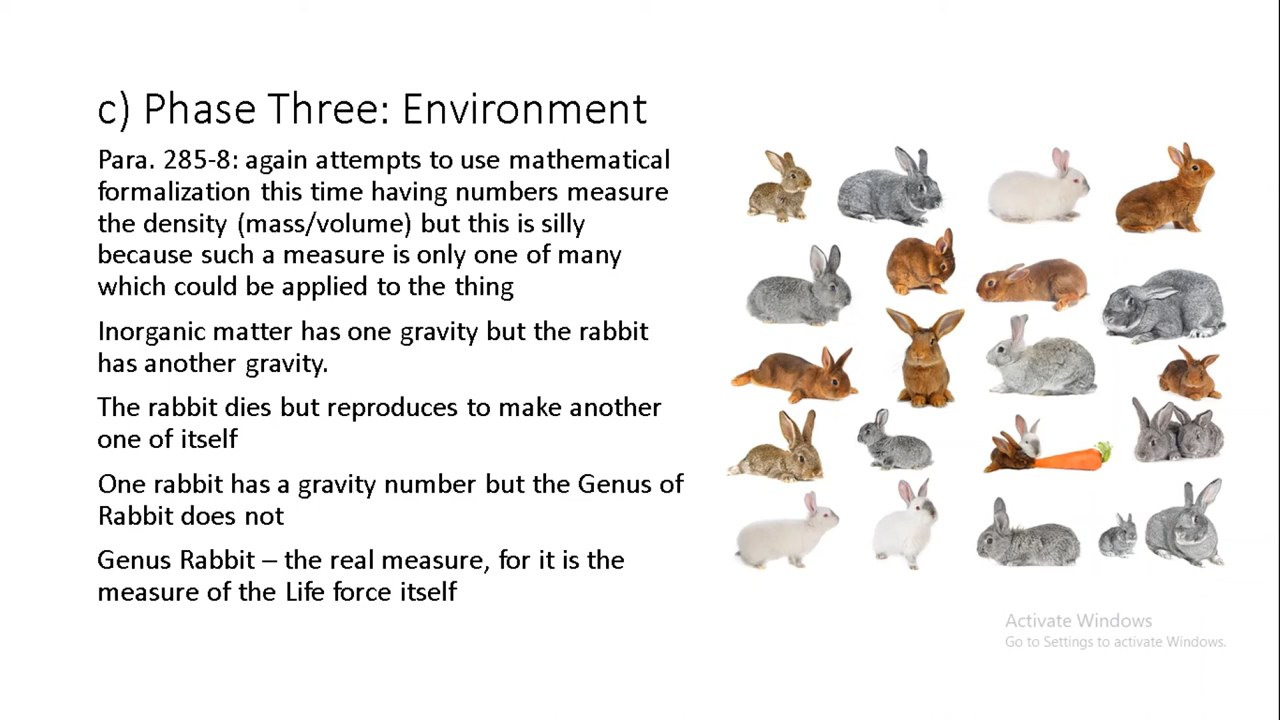 c) Phase Three: Environment
Para. 285-8: again attempts to use mathematical
formalization this time having numbers measure
the density (mass/volume) but this is silly
because such a measure is only one of many
which could be applied to the thing
Inorganic matter has one gravity but the rabbit
has another gravity.
The rabbit dies but reproduces to make another
one of itself
One rabbit has a gravity number but the Genus of
Rabbit does not
Genus Rabbit – the real measure, for it is the
measure of the Life force itself
Activate Windows
Go to Settings to activate Windows.